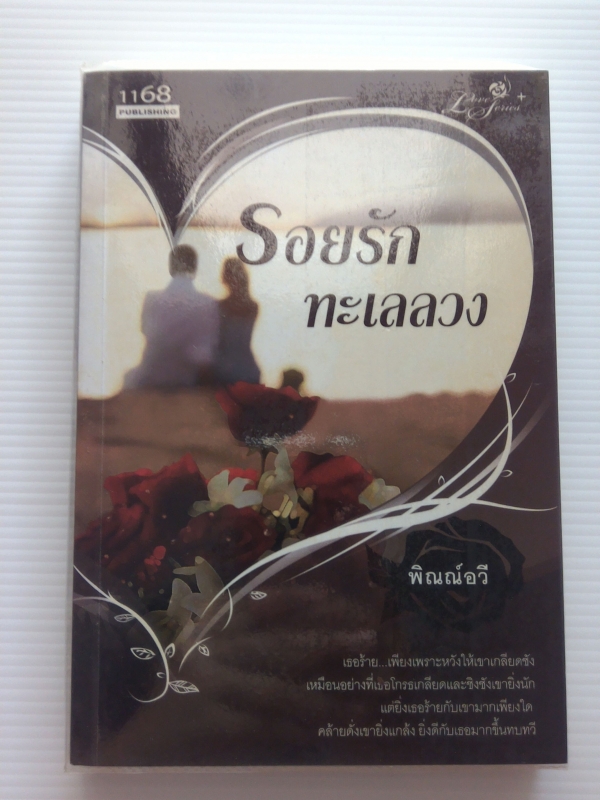 1168
PUBLISHING
Love Series
รอยรัก
ทะเลลวง
พิณณ์อวี
เธอร้าย...เพียงเพราะหวังให้เขาเกลียดชัง
เหมือนอย่างที่เธอโกรธเกลียดและชิงชังเขายิ่งนัก
แต่ยิ่งเธอร้ายกับเขามากเพียงใด
คล้ายดั่งเขายิ่งแกล้ง ยิ่งดีกับเธอมากขึ้นทบทวี